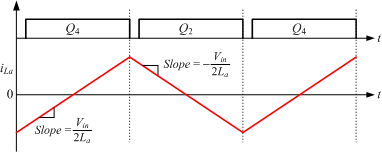 Q4 Q2 Q4 t
iLa Slope = -Vin/2La
0 t
Slope = Vin/2La